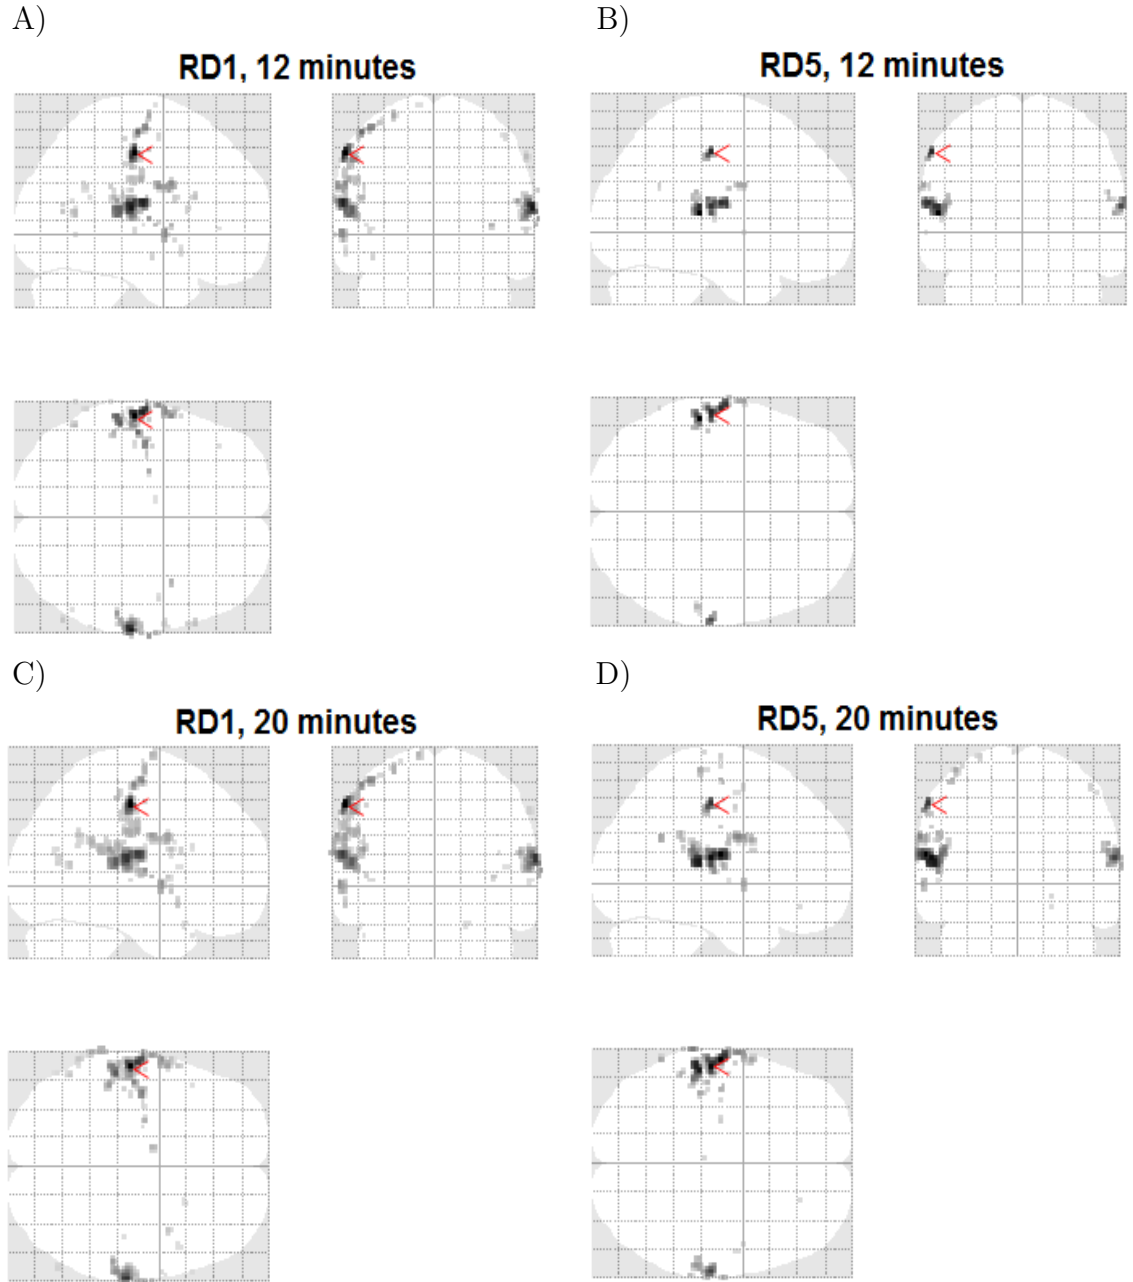 A)
B)
RD1, 12 minutes
RD5, 12 minutes
C)
D)
RD1, 20 minutes
RD5, 20 minutes